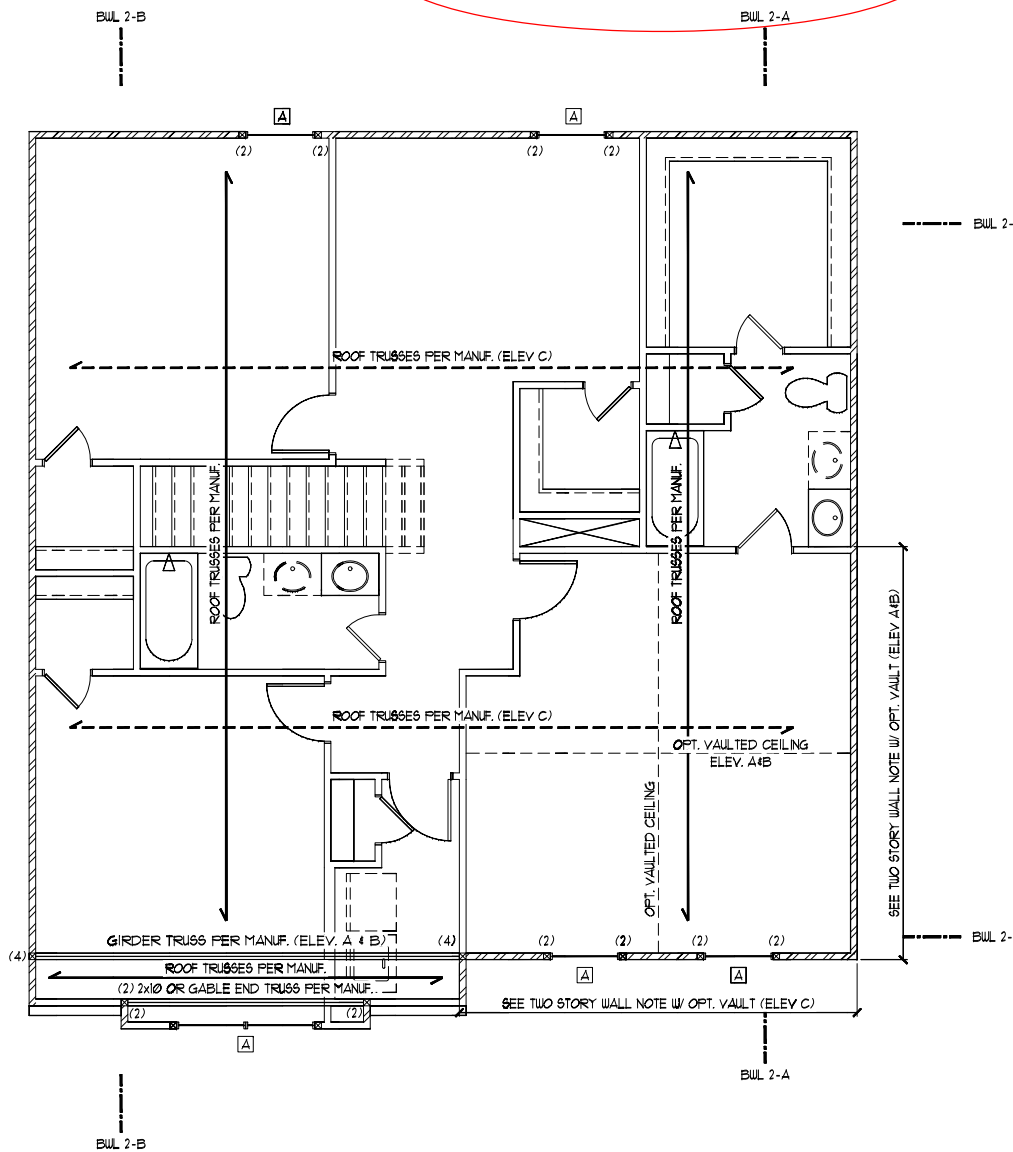 BWL 2-B
BWL 2-A
A
A
(2)
(2)
(2)
(2)
BWL 2-
ROOF TRUSSES PER MANUF. (ELEV C)
ROOF TRUSSES PER MANUF.
ROOF TRUSSES PER MANUF.
SEE TWO STORY WALL NOTE W/ OPT. VAULT (ELEV A&B)
ROOF TRUSSES PER MANUF. (ELEV C)
OPT. VAULTED CEILING
ELEV. A&B
OPT. VAULTED CEILING
GIRDER TRUSS PER MANUF. (ELEV. A & B)
(4)
(2)
(2)
(2)
(2)
BWL 2-
(4)
ROOF TRUSSES PER MANUF.
A
A
(2) 2x10 OR GABLE END TRUSS PER MANUF..
SEE TWO STORY WALL NOTE W/ OPT. VAULT (ELEV C)
(2)
(2)
A
BWL 2-A
BWL 2-B